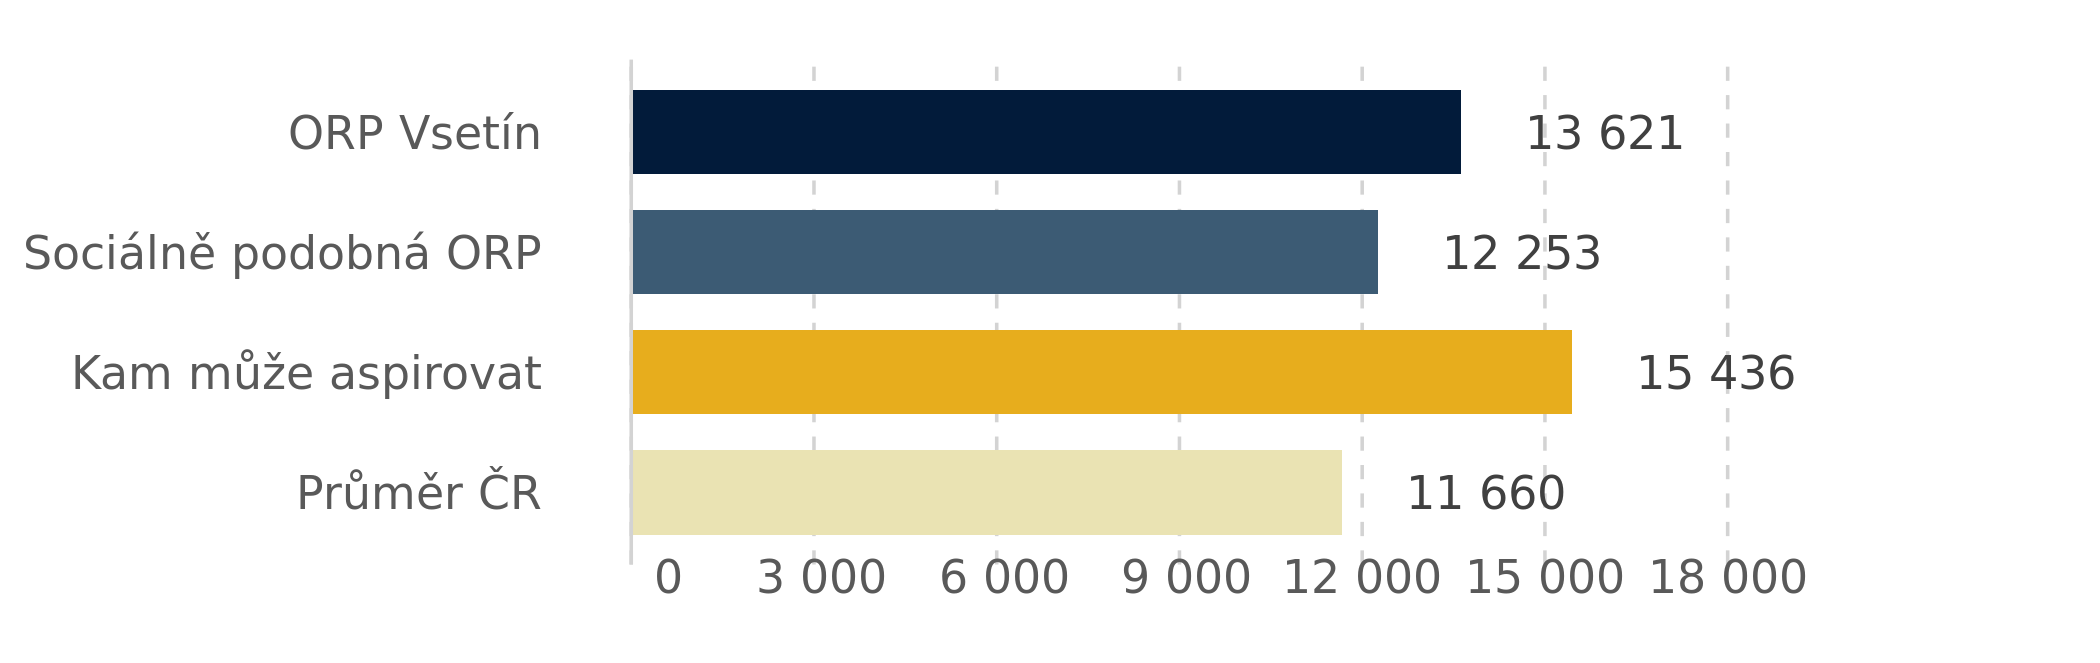 ORP Vsetín 13 621
Sociálně podobná ORP 12 253
Kam může aspirovat 15 436
Průměr ČR 11 660
0 3 000 6 000 9 000 12 000 15 000 18 000